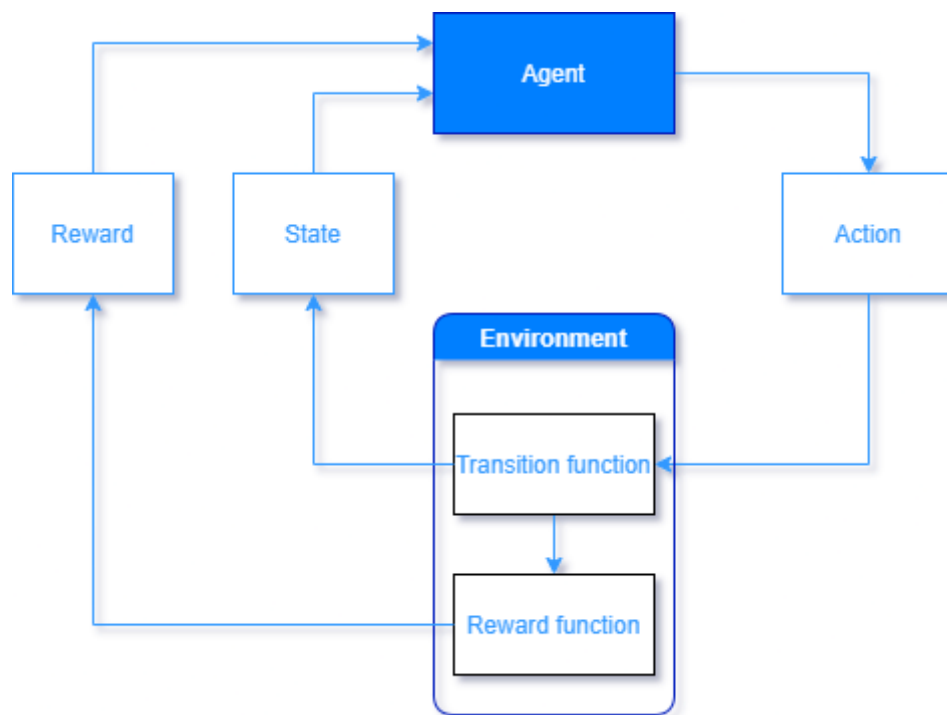 Agent
Reward
State
Action
Environment
Transition function
Reward function